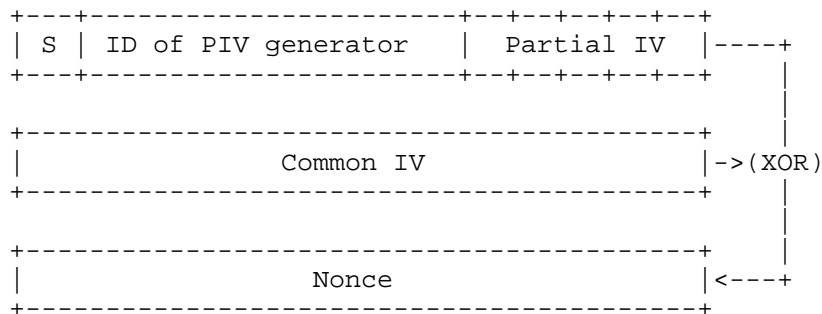 S ID of PIV generator Partial IV
Common IV ->(XOR)
Nonce